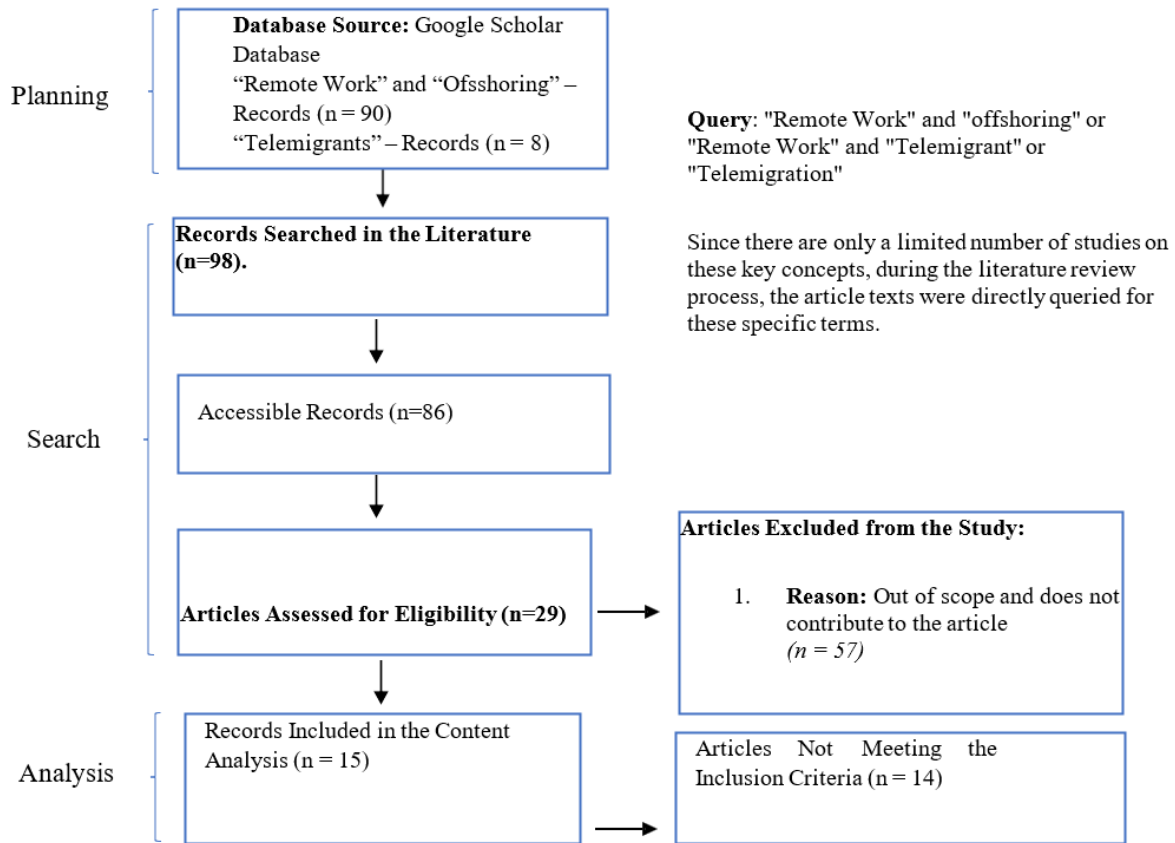 Planning
Database Source: Google Scholar
Database
“Remote Work” and “Ofsshoring” –
Records (n = 90)
“Telemigrants” – Records (n = 8)
Query: "Remote Work" and "offshoring" or
"Remote Work" and "Telemigrant" or
"Telemigration"
Since there are only a limited number of studies on
these key concepts, during the literature review
process, the article texts were directly queried for
these specific terms.
Search
Records Searched in the Literature
(n=98).
Accessible Records (n=86)
Articles Assessed for Eligibility (n=29)
Articles Excluded from the Study:
1. Reason: Out of scope and does not
contribute to the article
(n = 57)
Analysis
Records Included in the Content
Analysis (n = 15)
Articles Not Meeting the
Inclusion Criteria (n = 14)